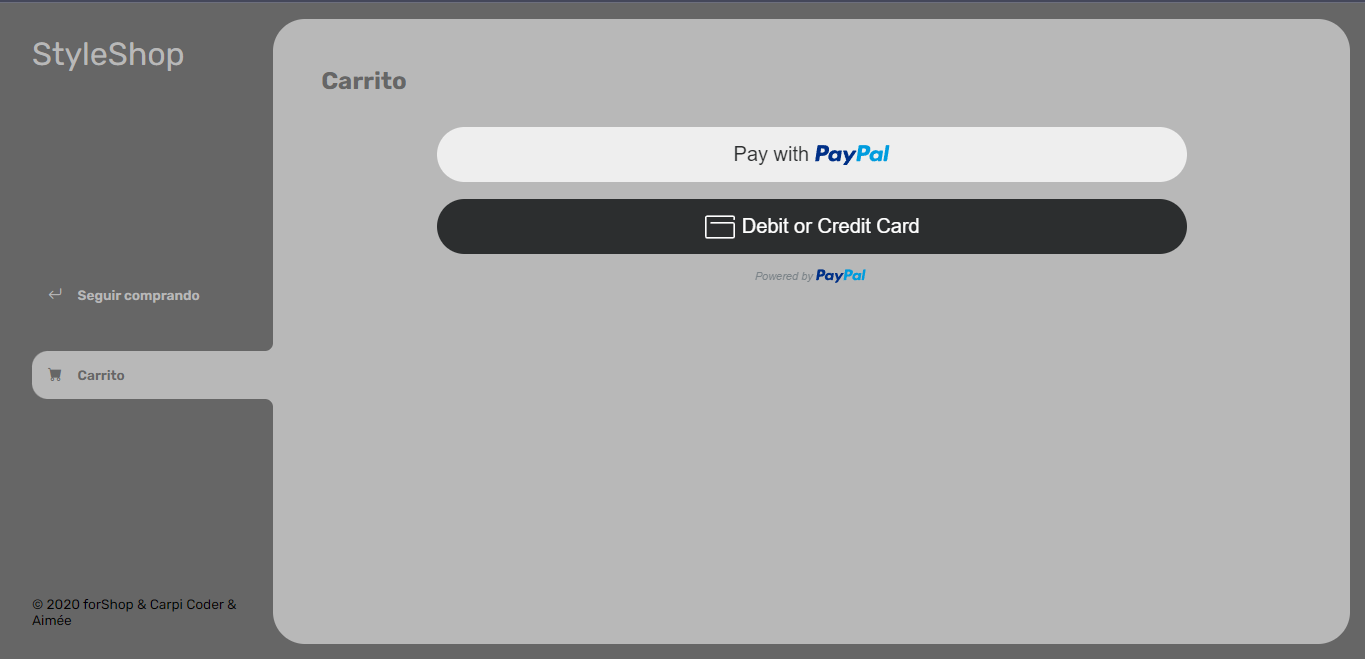 StyleShop
Seguir comprando
Carrito
© 2020 forShop & Carpi Coder &
Aimée
Carrito
Pay with PayPal
Debit or Credit Card
Powered by PayPal